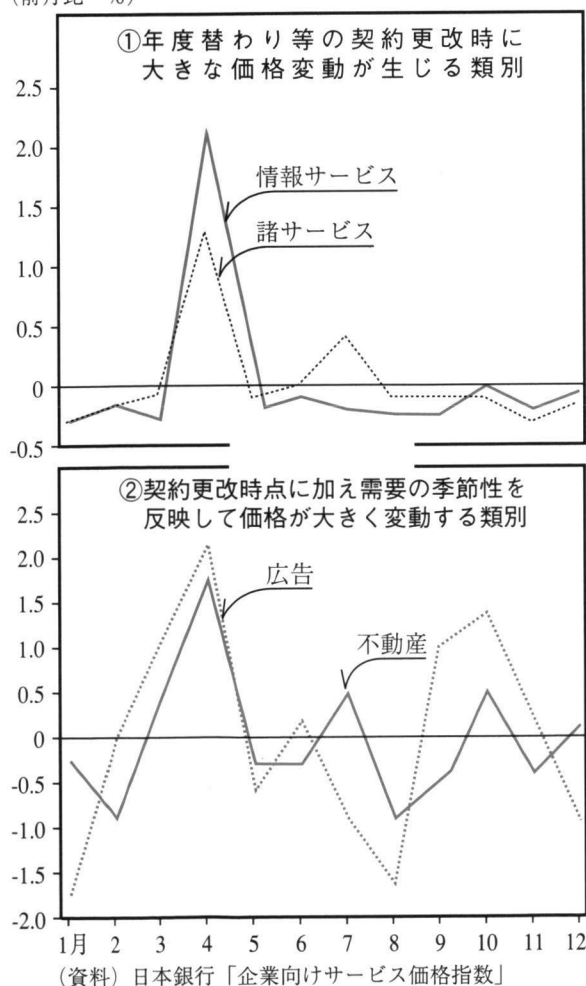 (前月比 %)
①年度替わり等の契約更改時に
大きな価格変動が生じる類別
2.5
2.0
情報サービス
1.5
諸サービス
1.0
0.5
0
-0.5
②契約更改時点に加え需要の季節性を
反映して価格が大きく変動する類別
2.5
2.0
広告
1.5
不動産
1.0
0.5
0
-0.5
-1.0
-1.5
-2.0
1月 2 3 4 5 6 7 8 9 10 11 12
(資料) 日本銀行「企業向けサービス価格指数」